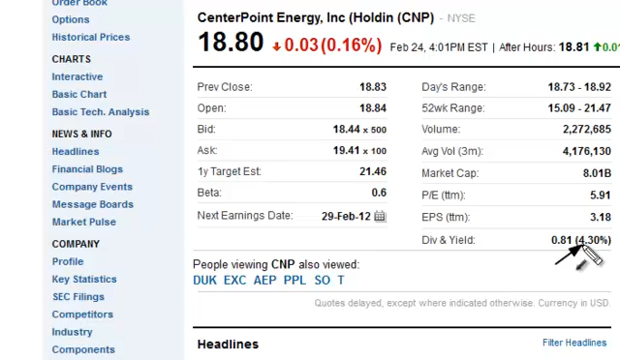 Order Book
Options
Historical Prices
CHARTS
Interactive
Basic Chart
Basic Tech. Analysis
NEWS & INFO
Headlines
Financial Blogs
Company Events
Message Boards
Market Pulse
COMPANY
Profile
Key Statistics
SEC Filings
Competitors
Industry
Components
CenterPoint Energy, Inc (Holdin (CNP) - NYSE
18.80 0.03(0.16%) Feb 24, 4:01PM EST | After Hours: 18.81
Prev Close: 18.83
Open: 18.84
Bid: 18.44 x 500
Ask: 19.41 x 100
1y Target Est: 21.46
Beta: 0.6
Next Earnings Date: 29-Feb-12
Day's Range: 18.73 - 18.92
52wk Range: 15.09 - 21.47
Volume: 2,272,685
Avg Vol (3m): 4,176,130
Market Cap: 8.01B
P/E (ttm): 5.91
EPS (ttm): 3.18
Div & Yield: 0.81 (4.30%)
People viewing CNP also viewed:
DUK EXC AEP PPL SO T
Quotes delayed, except where indicated otherwise. Currency in USD.
Headlines
Filter Headlines